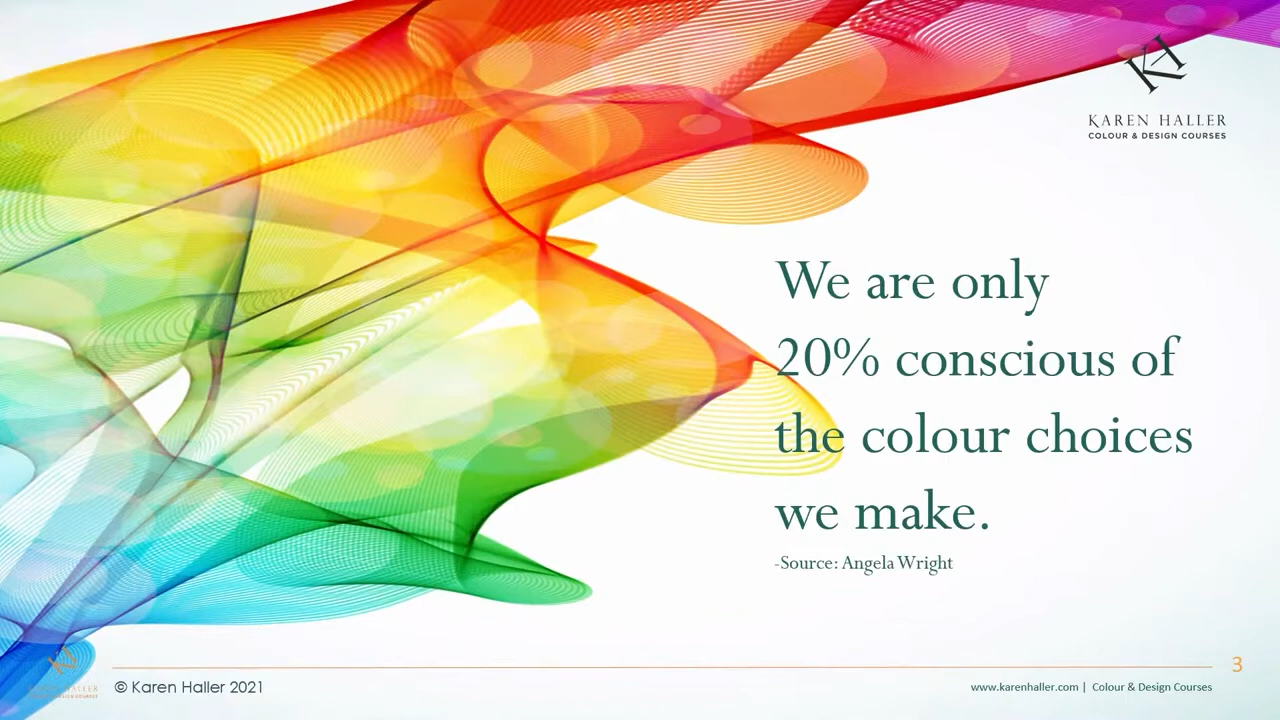 KAREN HALLER
COLOUR & DESIGN COURSES
We are only
20% conscious of
the colour choices
we make.
-Source: Angela Wright
3
© Karen Haller 2021
www.karenhaller.com | Colour & Design Courses